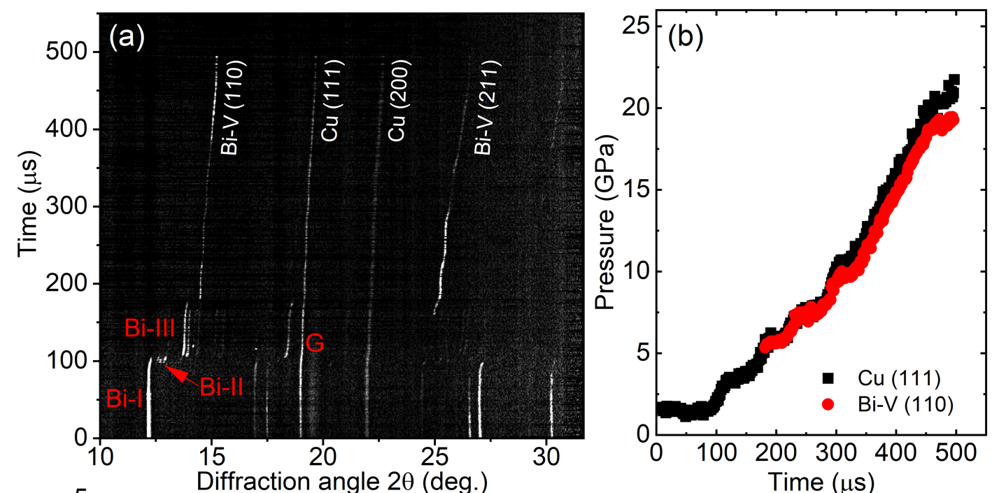 (a)
500
400
300
200
100
0
Time (μs)
Bi-V (110)
Cu (111)
Cu (200)
Bi-V (211)
Bi-III
G
Bi-II
Bi-I
10
15
20
25
30
Diffraction angle 2θ (deg.)
5
(b)
25
20
15
10
5
0
Pressure (GPa)
Cu (111)
Bi-V (110)
0
100
200
300
400
500
Time (μs)